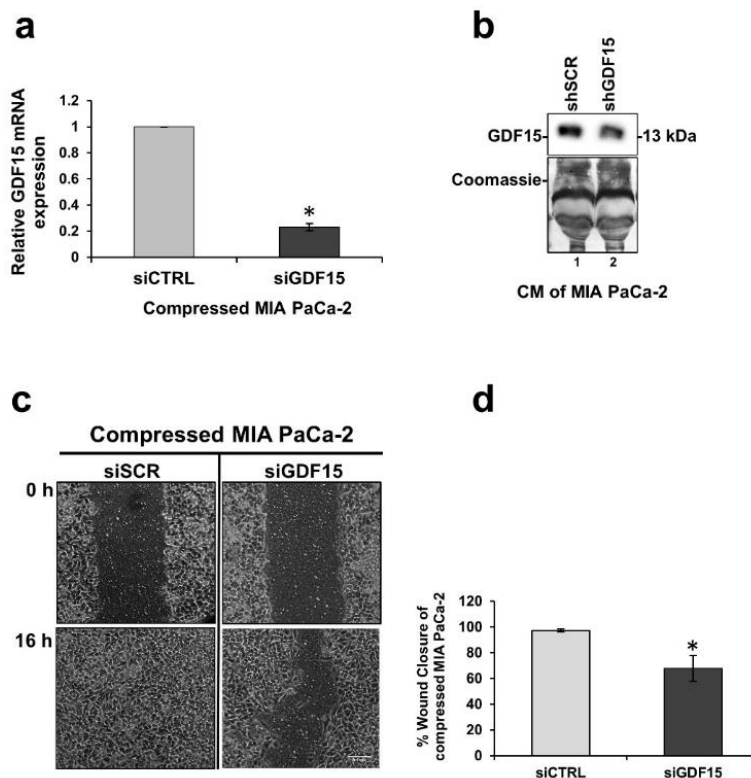 a
1.2
1
0.8
0.6
0.4
0.2
0
Relative GDF15 mRNA
expression
*
siCTRL siGDF15
Compressed MIA PaCa-2
b
shSCR
shGDF15
GDF15
-13 kDa
Coomassie-
1 2
CM of MIA PaCa-2
c
Compressed MIA PaCa-2
siSCR siGDF15
0 h
16 h
d
120
100
80
60
40
20
0
% Wound Closure of
compressed MIA PaCa-2
*
siCTRL siGDF15